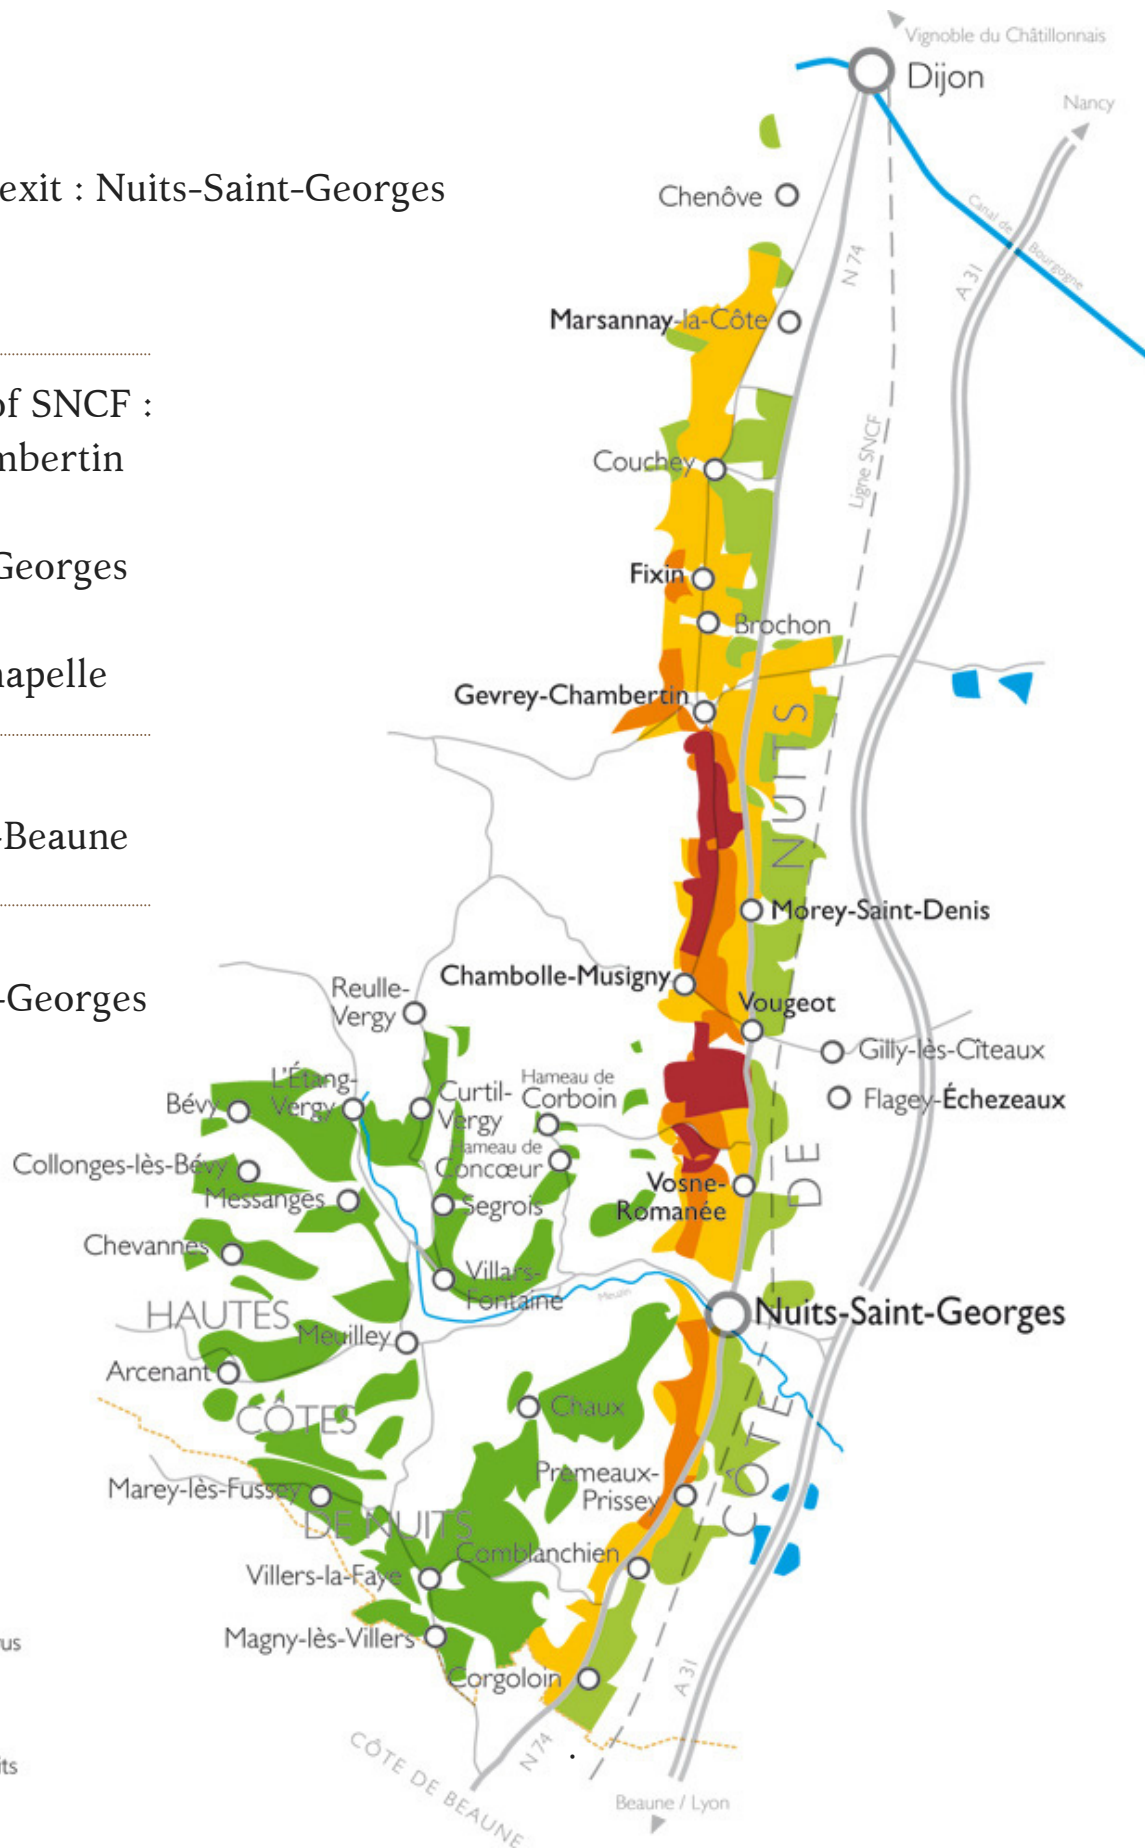 Vignoble du Châtillonnais
Dijon
Nancy
exit : Nuits-Saint-Georges
Chenôve
Canal de Bourgogne
N 74
A 31
Marsannay-la-Côte
of SNCF :
mbertin
Ligne SNCF
Couchey
Georges
Fixin
Brochon
hapelle
Gevrey-Chambertin
-Beaune
Morey-Saint-Denis
Chambolle-Musigny
-Georges
Reulle-
Vergy
Vougeot
Gilly-lès-Cîteaux
Hameau de
Corboin
L'Étang-
Vergy
Curtil-
Vergy
Bévy
Flagey-Échezeaux
Hameau de
Concœur
Collonges-lès-Bévy
Messanges
Segrois
Vosne-
Romanée
Chevannes
Villars-
Fontaine
Meuzin
HAUTES
CÔTES
DE NUITS
Nuits-Saint-Georges
Meuilley
Arcenant
Chaux
CÔTE DE NUITS
Marey-lès-Fussey
Premeaux-
Prissey
Comblanchien
Villers-la-Faye
Magny-lès-Villers
us
Corgoloin
A 31
N 74
CÔTE DE BEAUNE
its
Beaune / Lyon